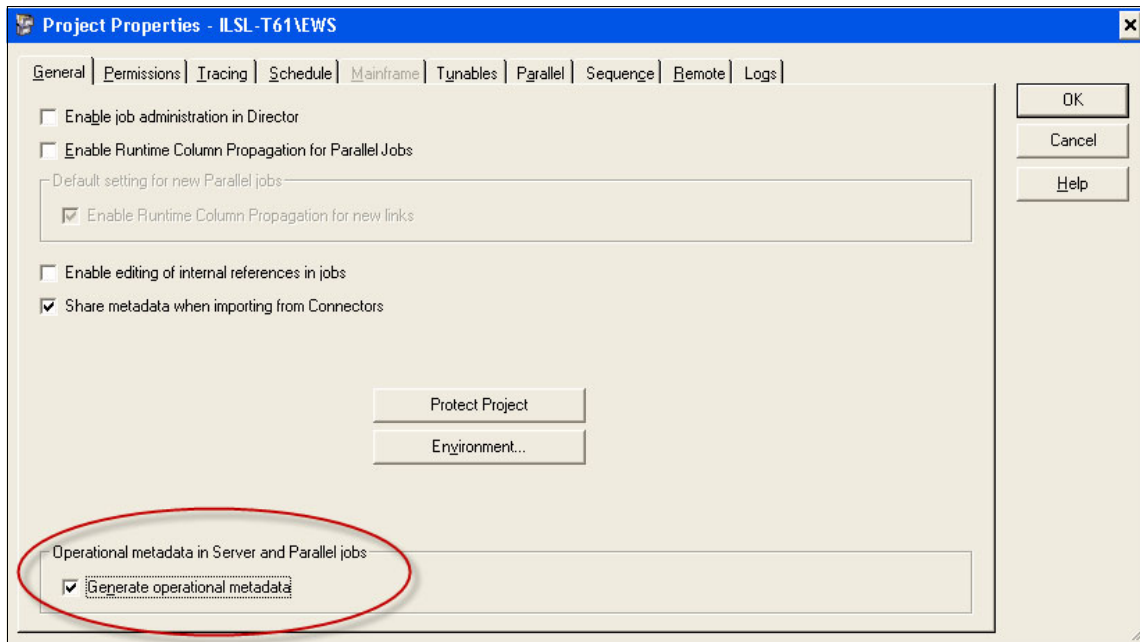 Project Properties - ILSL-T61\EWS
General Permissions Tracing Schedule Mainframe Tunables Parallel Sequence Remote Logs
OK
Enable job administration in Director
Cancel
Enable Runtime Column Propagation for Parallel Jobs
Default setting for new Parallel jobs
Help
Enable Runtime Column Propagation for new links
Enable editing of internal references in jobs
Share metadata when importing from Connectors
Protect Project
Environment...
Operational metadata in Server and Parallel jobs
Generate operational metadata